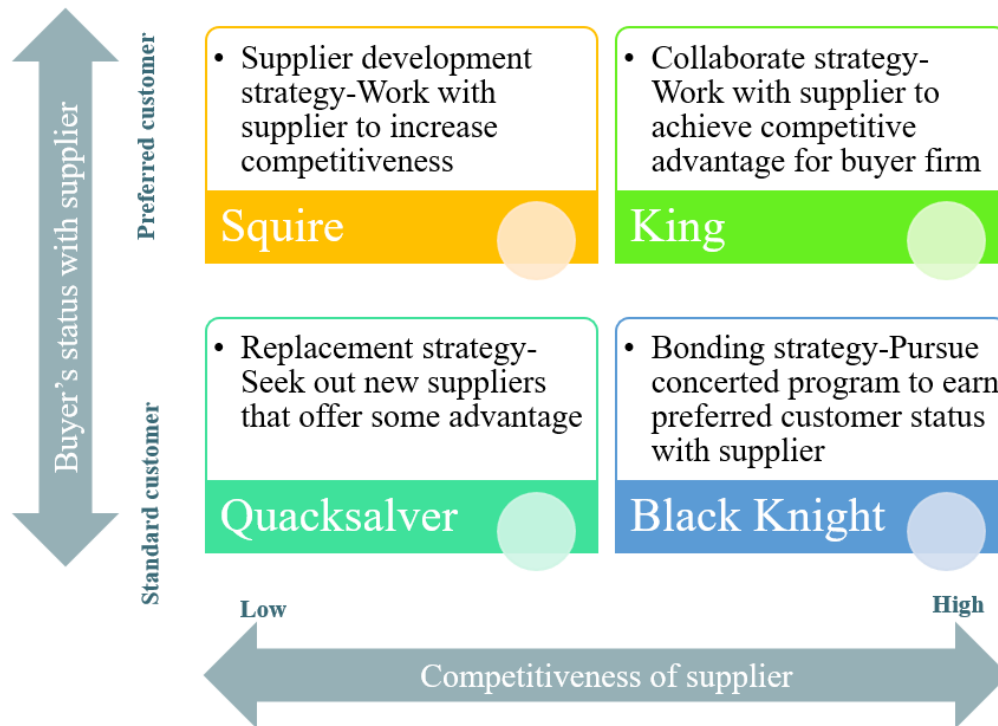 Buyer's status with supplier
Preferred customer
Standard customer
• Supplier development
strategy-Work with
supplier to increase
competitiveness
Squire
• Collaborate strategy-
Work with supplier to
achieve competitive
advantage for buyer firm
King
• Replacement strategy-
Seek out new suppliers
that offer some advantage
Quacksalver
• Bonding strategy-Pursue
concerted program to earn
preferred customer status
with supplier
Black Knight
Low
High
Competitiveness of supplier